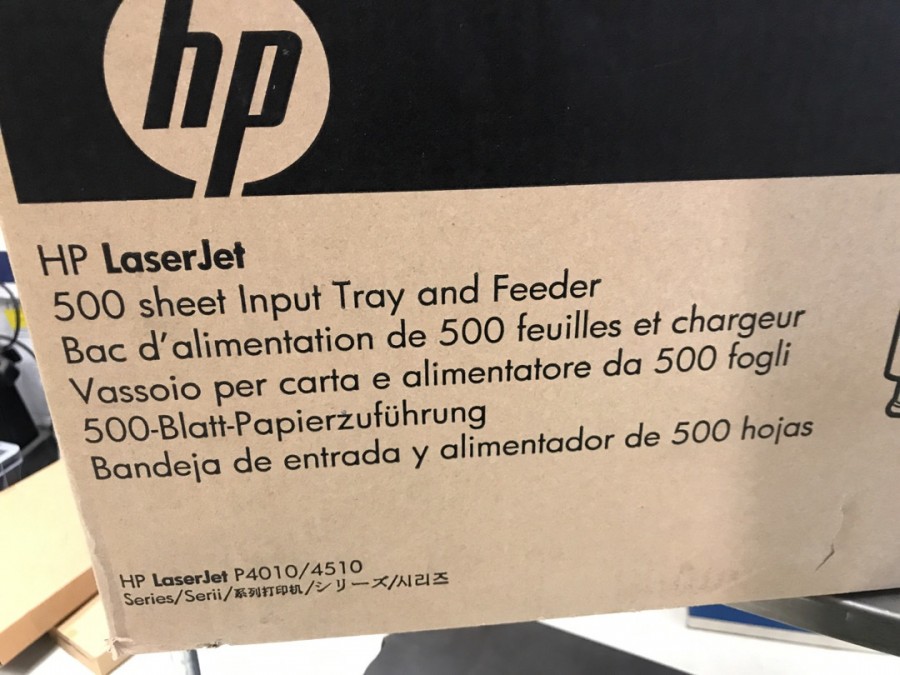 hp
HP LaserJet
500 sheet Input Tray and Feeder
Bac d'alimentation de 500 feuilles et chargeur
Vassoio per carta e alimentatore da 500 fogli
500-Blatt-Papierzuführung
Bandeja de entrada y alimentador de 500 hojas
HP LaserJet P4010/4510
Series/Serii/系列打印机/シリーズ/시리즈